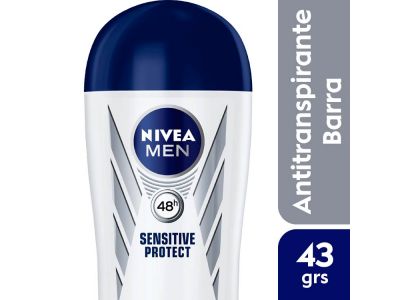 NIVEA
MEN
48h
SENSITIVE
PROTECT
Antitranspirante
Barra
43
grs